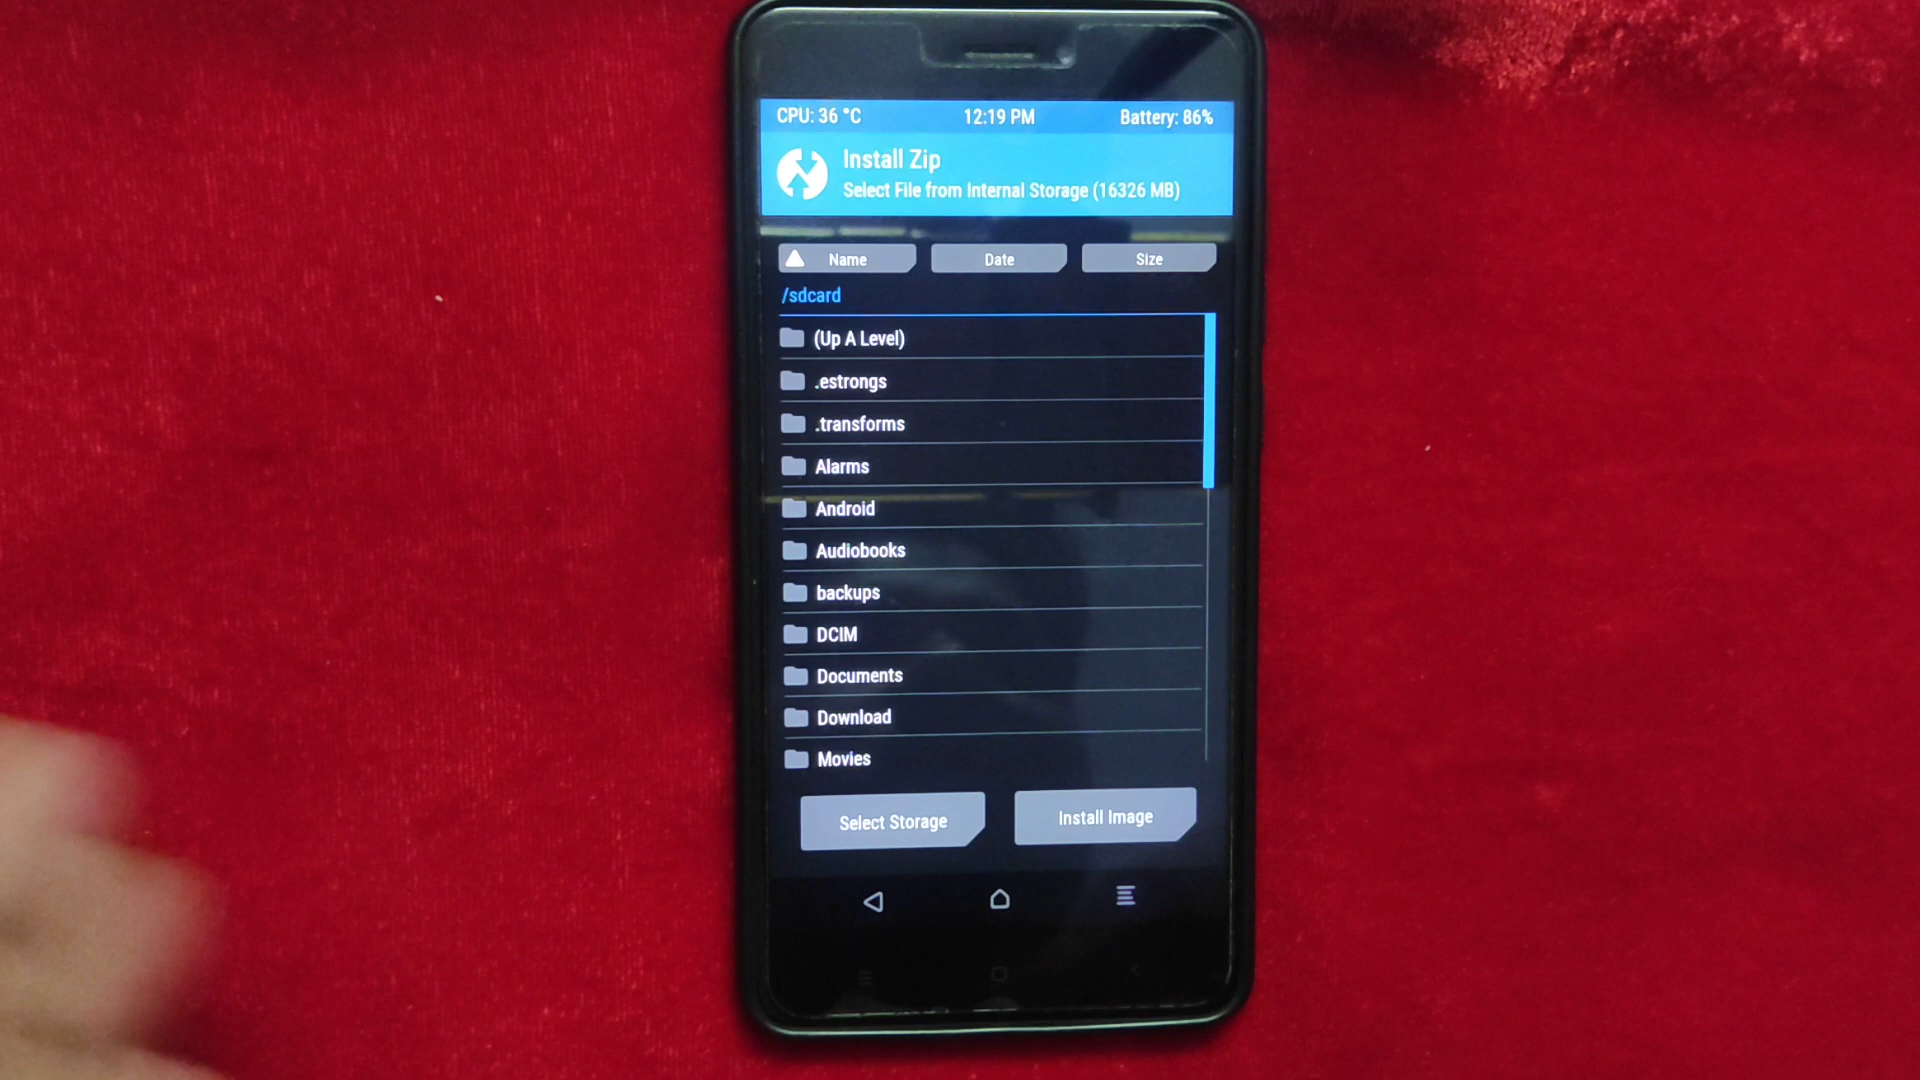 CPU: 36 °C 12:19 PM Battery: 86%
Install Zip
Select File from Internal Storage (16326 MB)
Name Date Size
/sdcard
(Up A Level)
.estrongs
.transforms
Alarms
Android
Audiobooks
backups
DCIM
Documents
Download
Movies
Select Storage Install Image